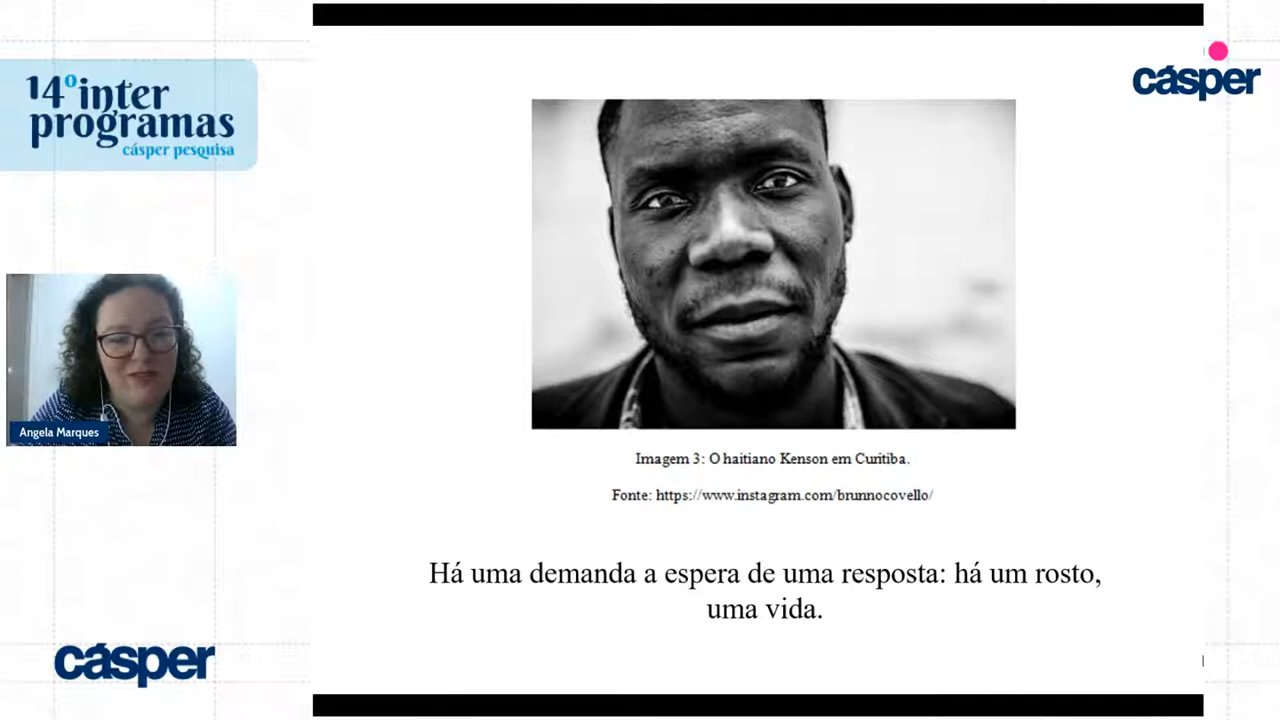 14º inter
programas
cásper pesquisa
cásper
Angela Marques
Imagem 3: O haitiano Kenson em Curitiba.
Fonte: https://www.instagram.com/brunnocovello/
Há uma demanda a espera de uma resposta: há um rosto,
uma vida.
cásper